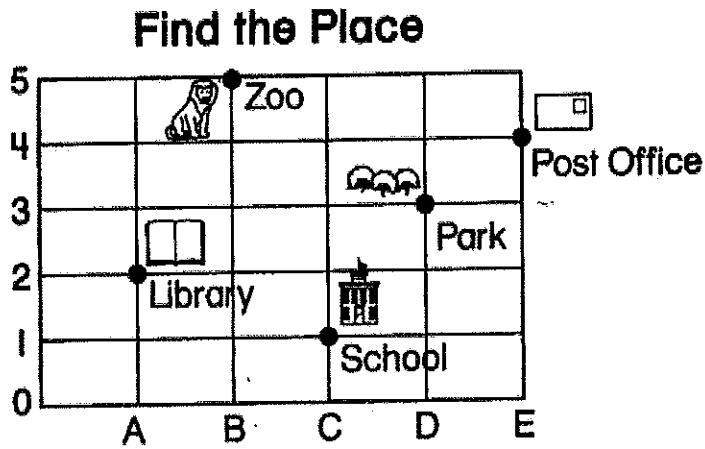 Find the Place
5
Zoo
4
Post Office
3
Park
2
Library
1
School
0
A B C D E